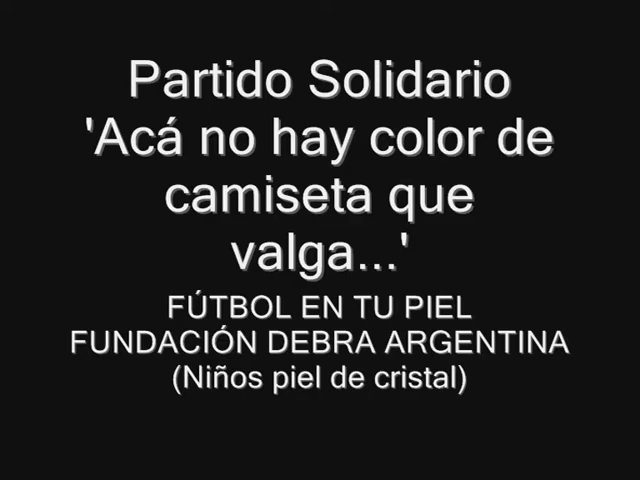 Partido Solidario
'Acá no hay color de
camiseta que
valga...'
FÚTBOL EN TU PIEL
FUNDACIÓN DEBRA ARGENTINA
(Niños piel de cristal)